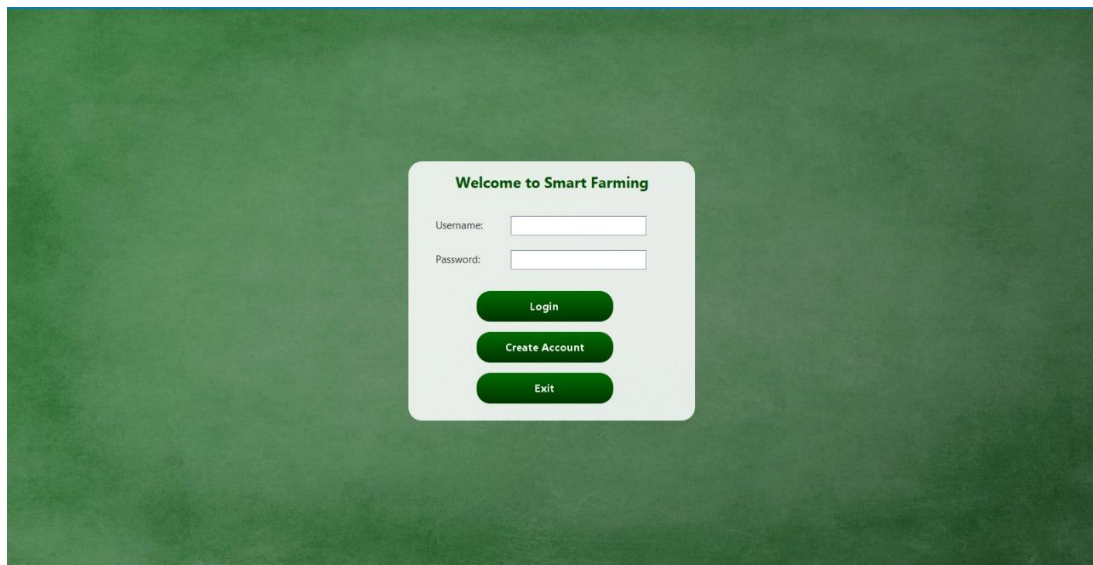 Welcome to Smart Farming
Username:
Password:
Login
Create Account
Exit